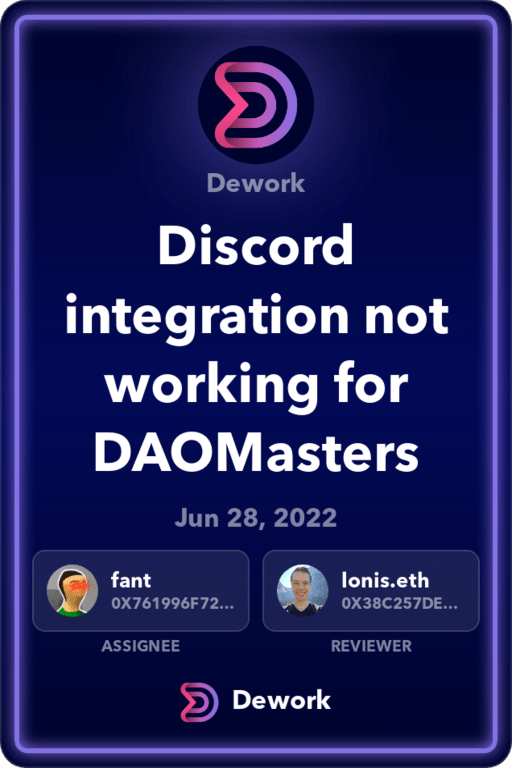 Dework
Discord
integration not
working for
DAOMasters
Jun 28, 2022
fant
0X761996F72...
ASSIGNEE
lonis.eth
0X38C257DE...
REVIEWER
Dework